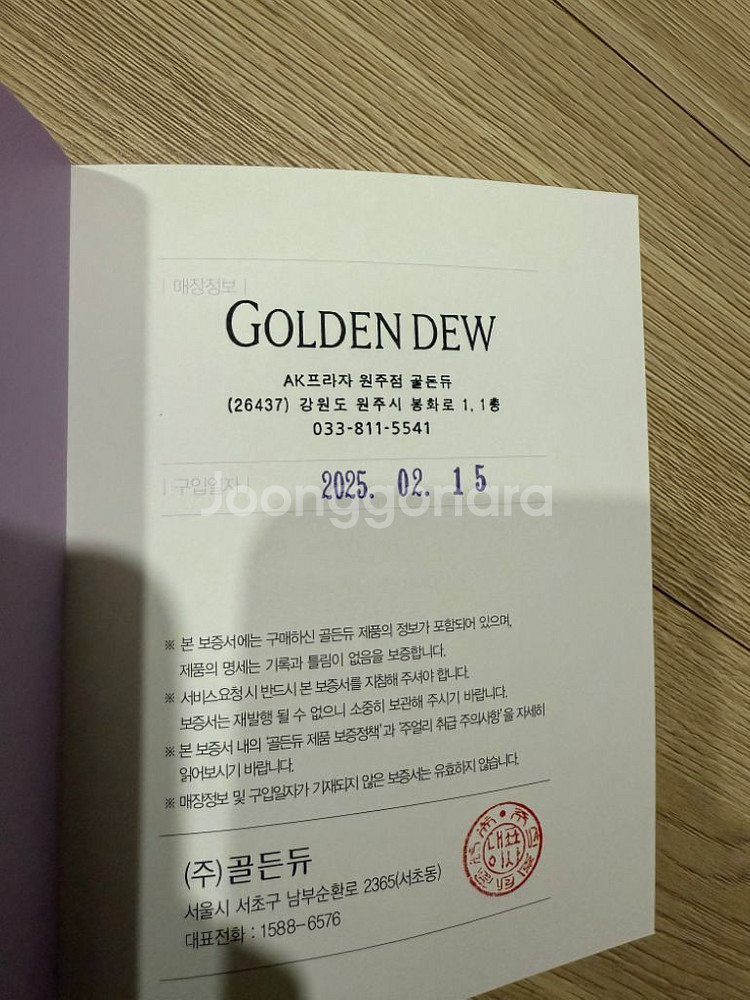 | 매장정보 |
GOLDEN DEW
AK프라자 원주점 골든듀
(26437) 강원도 원주시 봉화로 1, 1층
033-811-5541
| 구입일자 |
2025. 02. 15
Joonggonara
※ 본 보증서에는 구매하신 골든듀 제품의 정보가 포함되어 있으며,
제품의 명세는 기록과 틀림이 없음을 보증합니다.
※ 서비스요청 시 반드시 본 보증서를 지참해 주셔야 합니다.
보증서는 재발행 될 수 없으니 소중히 보관해 주시기 바랍니다.
※ 본 보증서 내의 '골든듀 제품 보증정책'과 '주얼리 취급 주의사항'을 자세히
읽어보시기 바랍니다.
※ 매장정보 및 구입일자가 기재되지 않은 보증서는 유효하지 않습니다.
(주)골든듀
서울시 서초구 남부순환로 2365(서초동)
대표전화 : 1588-6576